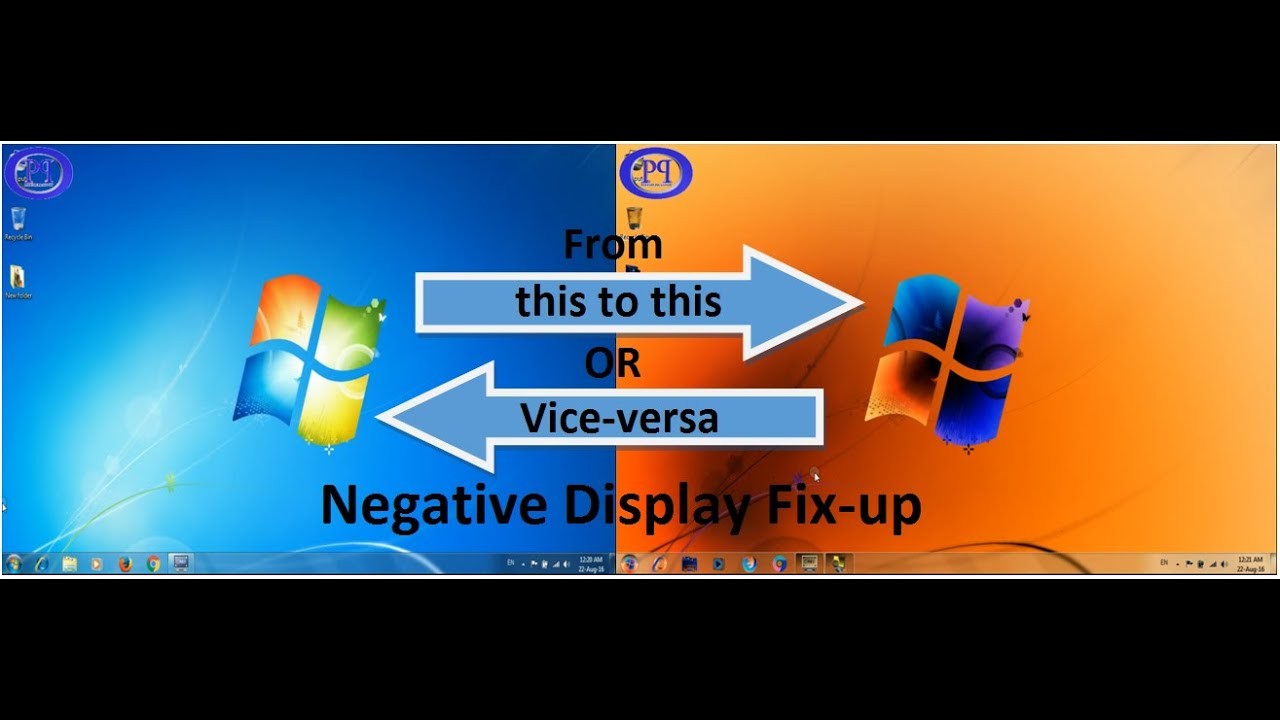 PP
PP
Recycle Bin
New Folder
From
this to this
OR
Vice-versa
Negative Display Fix-up
EN
12:20 AM
22-Aug-16
EN
12:21 AM
22-Aug-16